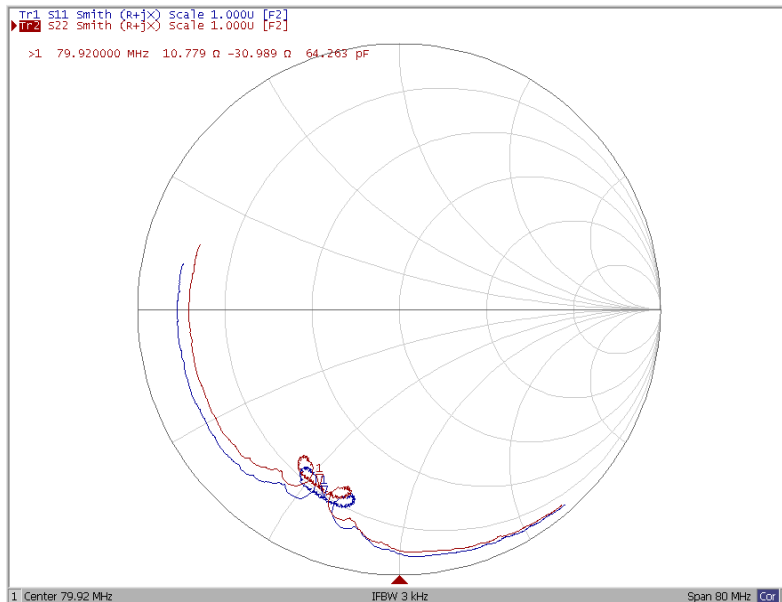 Tr1 S11 Smith (R+jX) Scale 1.000U [F2]
Tr2 S22 Smith (R+jX) Scale 1.000U [F2]
>1 79.920000 MHz 10.779 Ω -30.989 Ω 64.263 pF
1
1
1 Center 79.92 MHz IFBW 3 kHz Span 80 MHz Cor